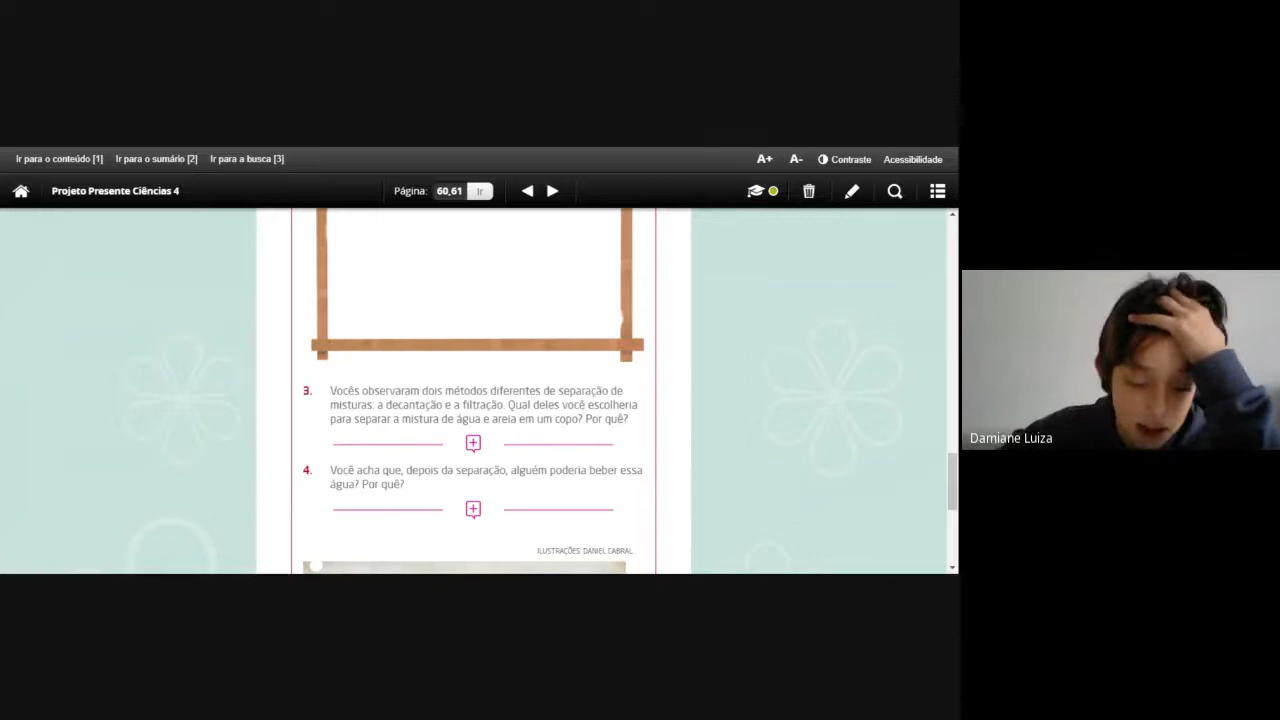 Ir para o conteúdo [1] Ir para o sumário [2] Ir para a busca [3] A+ A- Contraste Acessibilidade
Projeto Presente Ciências 4 Página: 60,61 Ir
3. Vocês observaram dois métodos diferentes de separação de
misturas: a decantação e a filtração. Qual deles você escolheria
para separar a mistura de água e areia em um copo? Por quê?
4. Você acha que, depois da separação, alguém poderia beber essa
água? Por quê?
ILUSTRAÇÕES: DANIEL CABRAL
Damiane Luiza